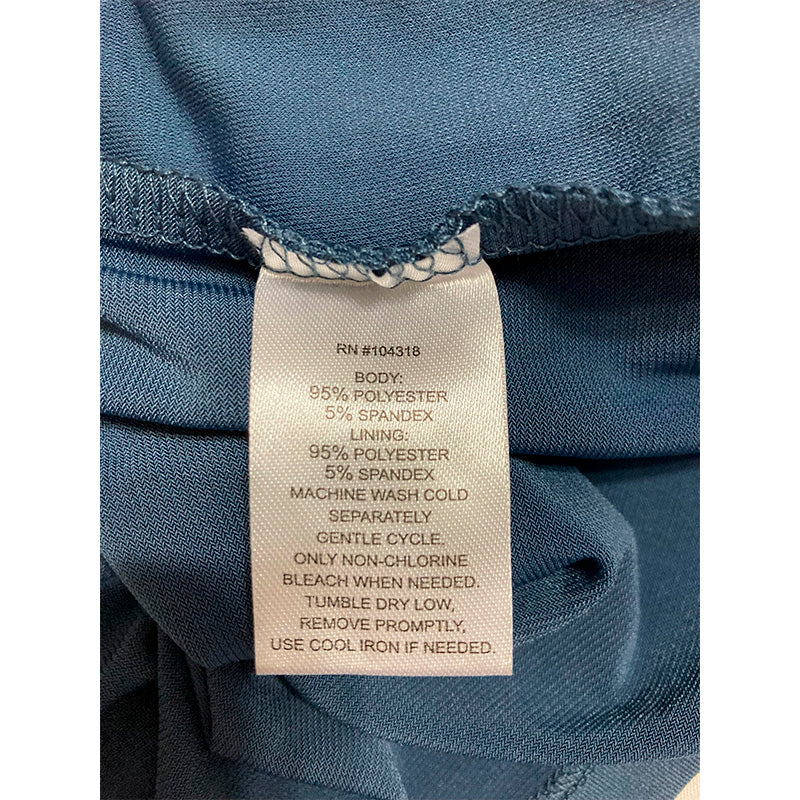 RN #104318
BODY:
95% POLYESTER
5% SPANDEX
LINING:
95% POLYESTER
5% SPANDEX
MACHINE WASH COLD
SEPARATELY
GENTLE CYCLE.
ONLY NON-CHLORINE
BLEACH WHEN NEEDED.
TUMBLE DRY LOW,
REMOVE PROMPTLY,
USE COOL IRON IF NEEDED.